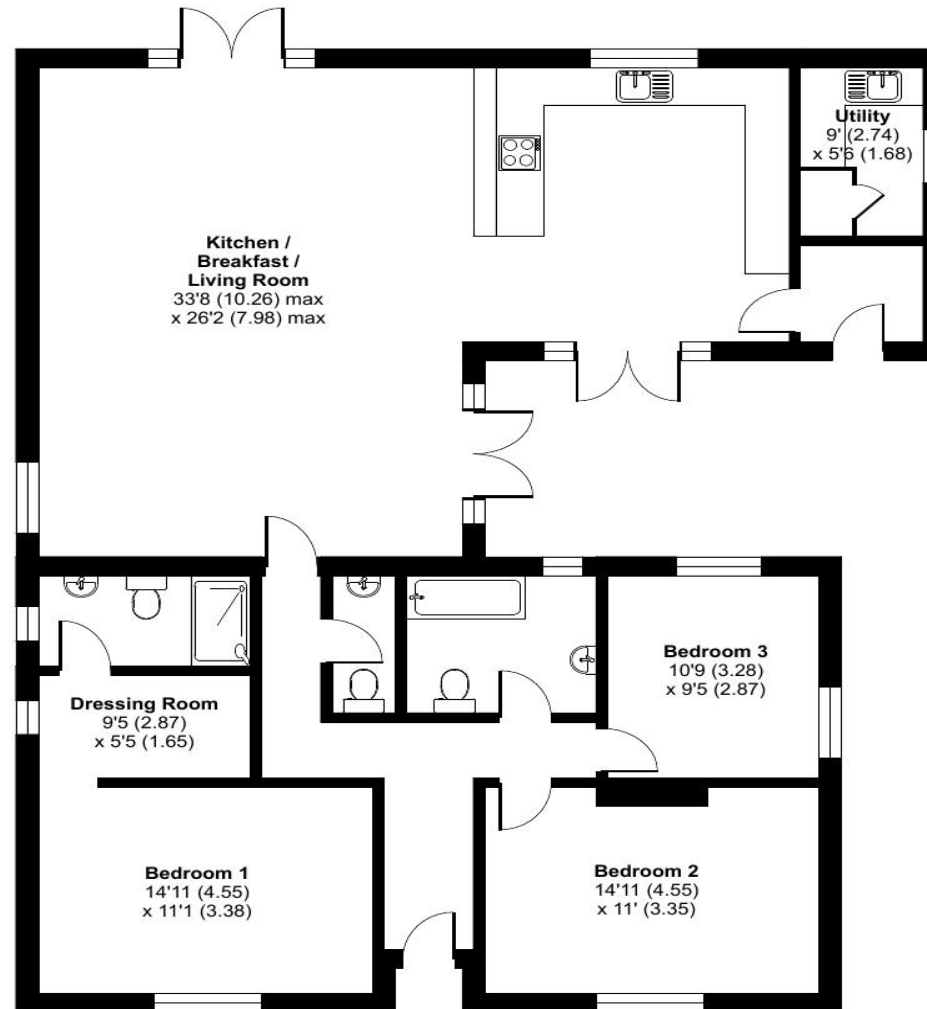 Utility
9' (2.74)
x 5'6 (1.68)
Kitchen /
Breakfast /
Living Room
33'8 (10.26) max
x 26'2 (7.98) max
Bedroom 3
10'9 (3.28)
x 9'5 (2.87)
Dressing Room
9'5 (2.87)
x 5'5 (1.65)
Bedroom 1
14'11 (4.55)
x 11'1 (3.38)
Bedroom 2
14'11 (4.55)
x 11' (3.35)